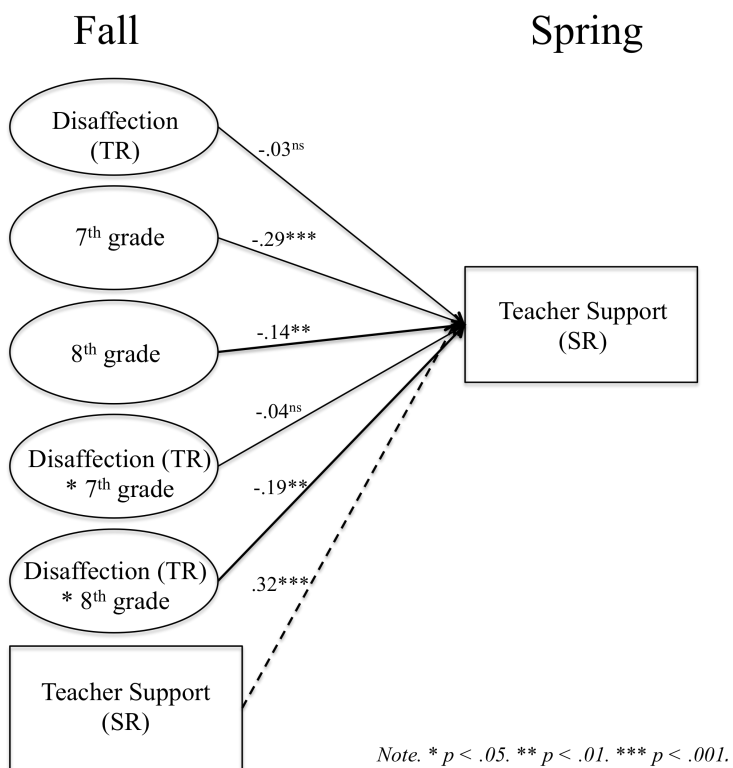 Fall
Spring
Disaffection
(TR)
-.03ns
7th grade
-.29***
8th grade
-.14**
Teacher Support
(SR)
Disaffection (TR)
* 7th grade
-.04ns
Disaffection (TR)
* 8th grade
-.19**
.32***
Teacher Support
(SR)
Note. * p < .05. ** p < .01. *** p < .001.